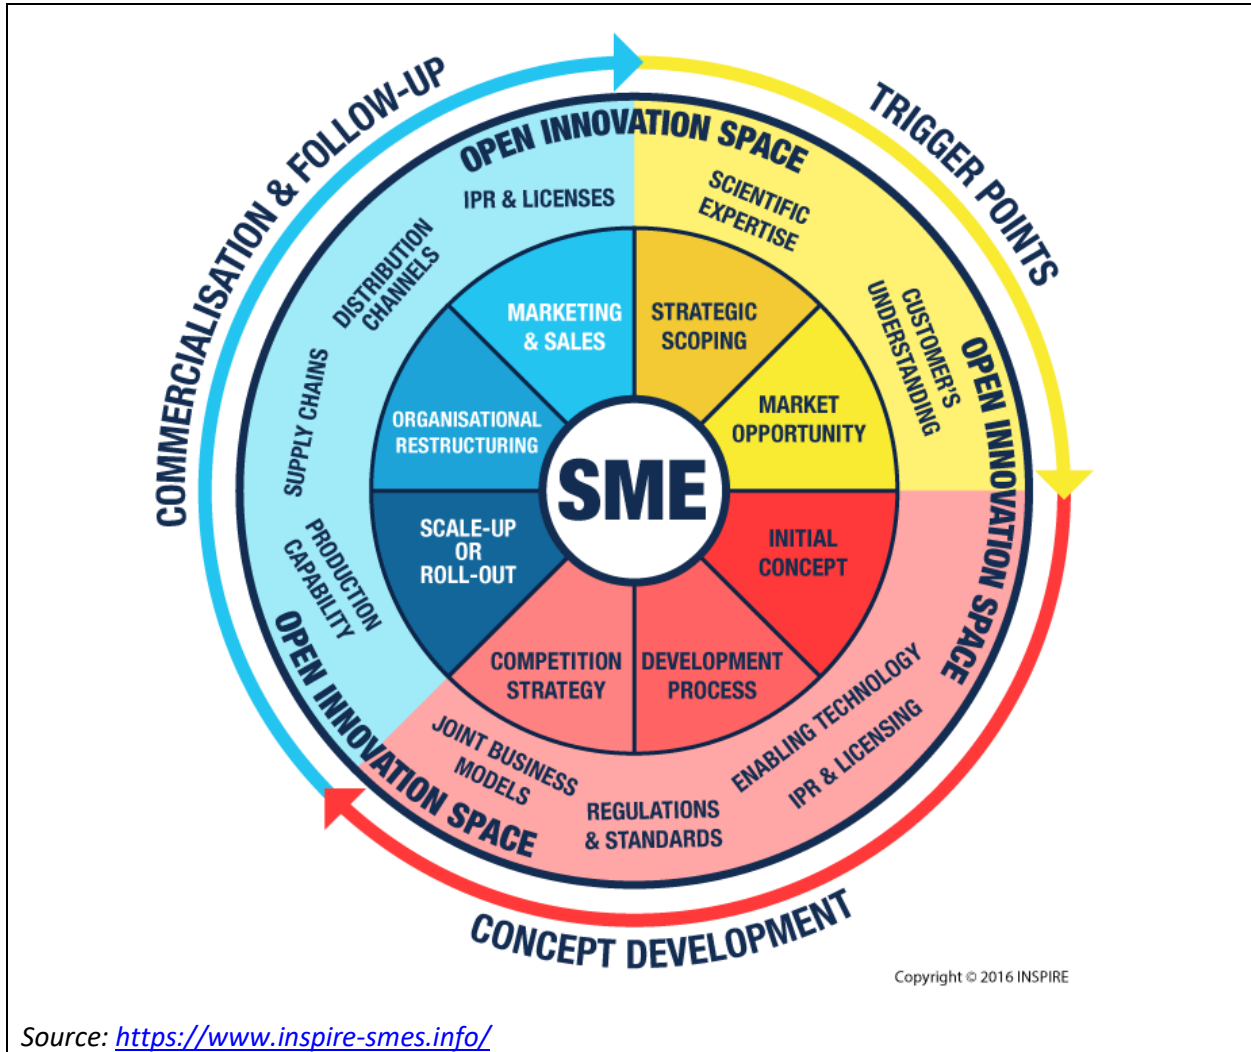 COMMERCIALISATION & FOLLOW-UP
TRIGGER POINTS
OPEN INNOVATION SPACE
IPR & LICENSES
SCIENTIFIC
EXPERTISE
DISTRIBUTION
CHANNELS
CUSTOMER'S
UNDERSTANDING
OPEN INNOVATION SPACE
MARKETING
& SALES
STRATEGIC
SCOPING
SUPPLY CHAINS
ORGANISATIONAL
RESTRUCTURING
MARKET
OPPORTUNITY
SME
PRODUCTION
CAPABILITY
SCALE-UP
OR
ROLL-OUT
INITIAL
CONCEPT
COMPETITION
STRATEGY
DEVELOPMENT
PROCESS
OPEN INNOVATION SPACE
JOINT BUSINESS
MODELS
REGULATIONS
& STANDARDS
ENABLING TECHNOLOGY
IPR & LICENSING
CONCEPT DEVELOPMENT
Copyright © 2016 INSPIRE
Source: https://www.inspire-smes.info/